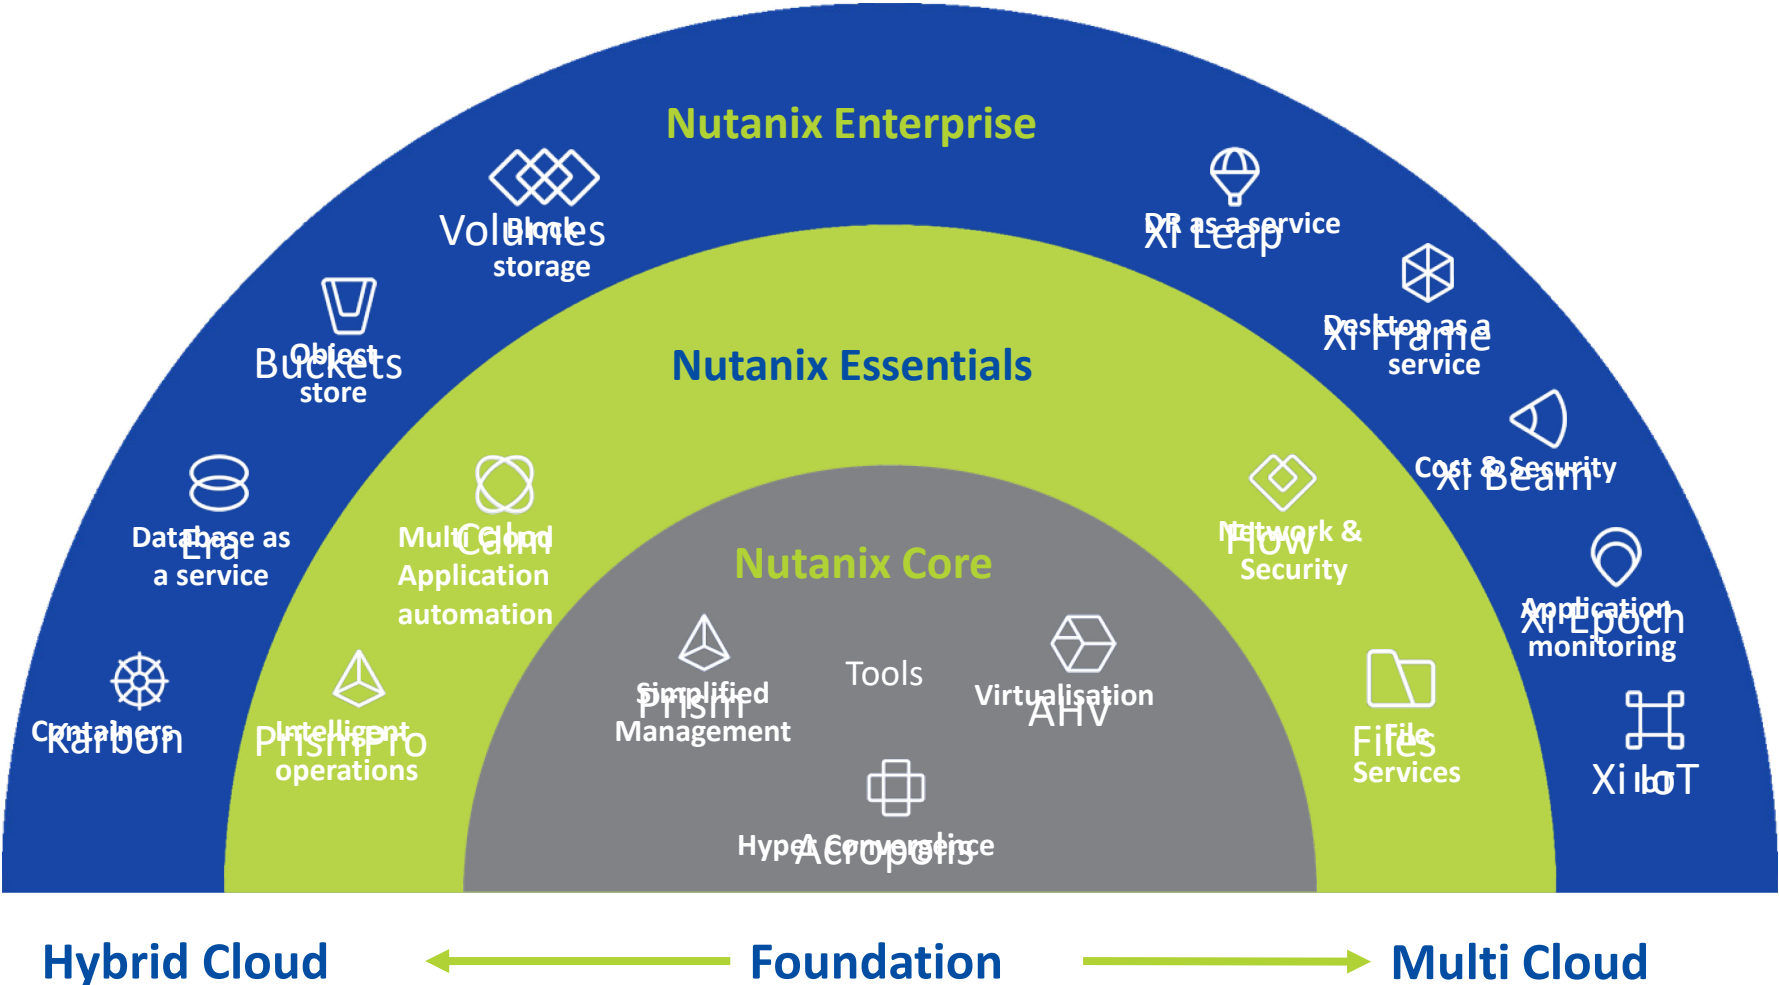 Nutanix Enterprise
Volumes
Block
storage
DR as a service
Xi Leap
Buckets
Object
store
Desktop as a
Xi Frame
service
Nutanix Essentials
Cost & Security
Xi Beam
Era
Database as
a service
Calm
Multi Cloud
Application
automation
Flow
Network &
Security
Xi Epoch
Application
monitoring
Nutanix Core
Prism
Simplified
Management
Tools
AHV
Virtualisation
Karbon
Containers
PrismPro
Intelligent
operations
Files
File
Services
Xi IoT
IoT
Acropolis
Hyper Convergence
Hybrid Cloud
Foundation
Multi Cloud